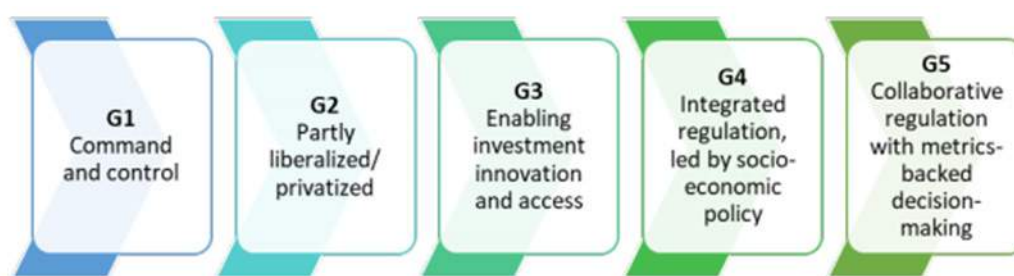 G1
Command
and control
G2
Partly
liberalized/
privatized
G3
Enabling
investment
innovation
and access
G4
Integrated
regulation,
led by socio-
economic
policy
G5
Collaborative
regulation
with metrics-
backed
decision-
making